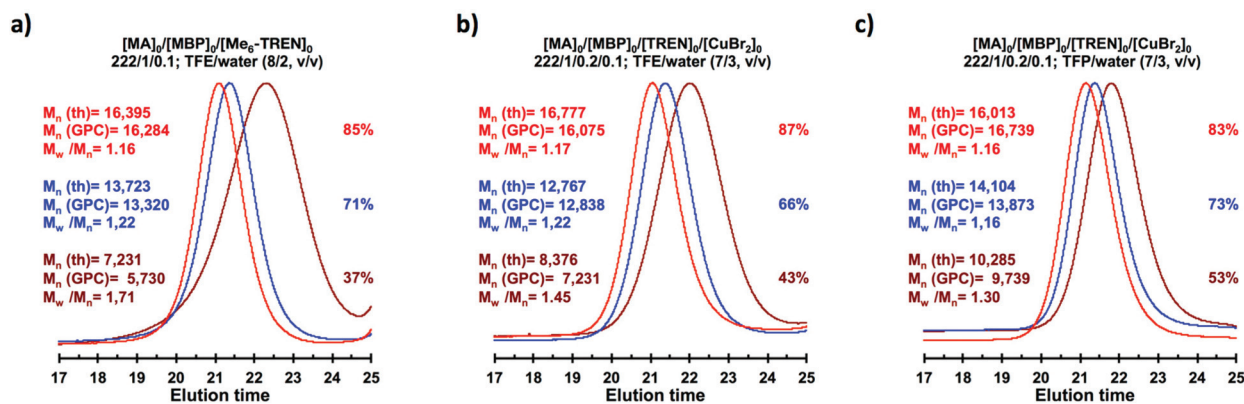 a)
[MA]₀/[MBP]₀/[Me₆-TREN]₀
222/1/0.1; TFE/water (8/2, v/v)
Mₙ (th)= 16,395
Mₙ (GPC)= 16,284
M_w /Mₙ= 1.16
85%
Mₙ (th)= 13,723
Mₙ (GPC)= 13,320
M_w /Mₙ= 1,22
71%
Mₙ (th)= 7,231
Mₙ (GPC)= 5,730
M_w /Mₙ= 1,71
37%
17 18 19 20 21 22 23 24 25
Elution time
b)
[MA]₀/[MBP]₀/[TREN]₀/[CuBr₂]₀
222/1/0.2/0.1; TFE/water (7/3, v/v)
Mₙ (th)= 16,777
Mₙ (GPC)= 16,075
M_w /Mₙ= 1.17
87%
Mₙ (th)= 12,767
Mₙ (GPC)= 12,838
M_w /Mₙ= 1,22
66%
Mₙ (th)= 8,376
Mₙ (GPC)= 7,231
M_w /Mₙ= 1.45
43%
17 18 19 20 21 22 23 24 25
Elution time
c)
[MA]₀/[MBP]₀/[TREN]₀/[CuBr₂]₀
222/1/0.2/0.1; TFP/water (7/3, v/v)
Mₙ (th)= 16,013
Mₙ (GPC)= 16,739
M_w /Mₙ= 1.16
83%
Mₙ (th)= 14,104
Mₙ (GPC)= 13,873
M_w /Mₙ= 1,16
73%
Mₙ (th)= 10,285
Mₙ (GPC)= 9,739
M_w /Mₙ= 1.30
53%
17 18 19 20 21 22 23 24 25
Elution time